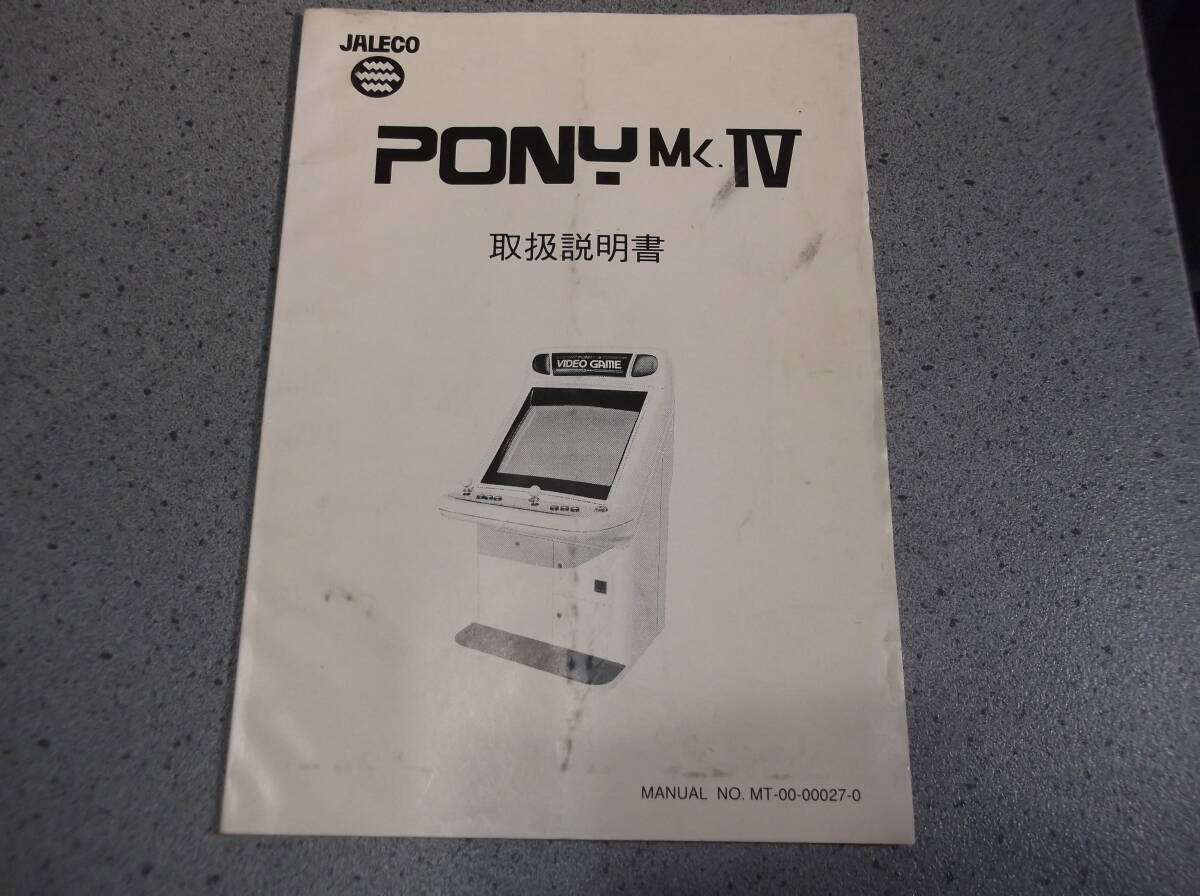 JALECO
PONY Mk. IV
取扱説明書
VIDEO GAME
MANUAL NO. MT-00-00027-0